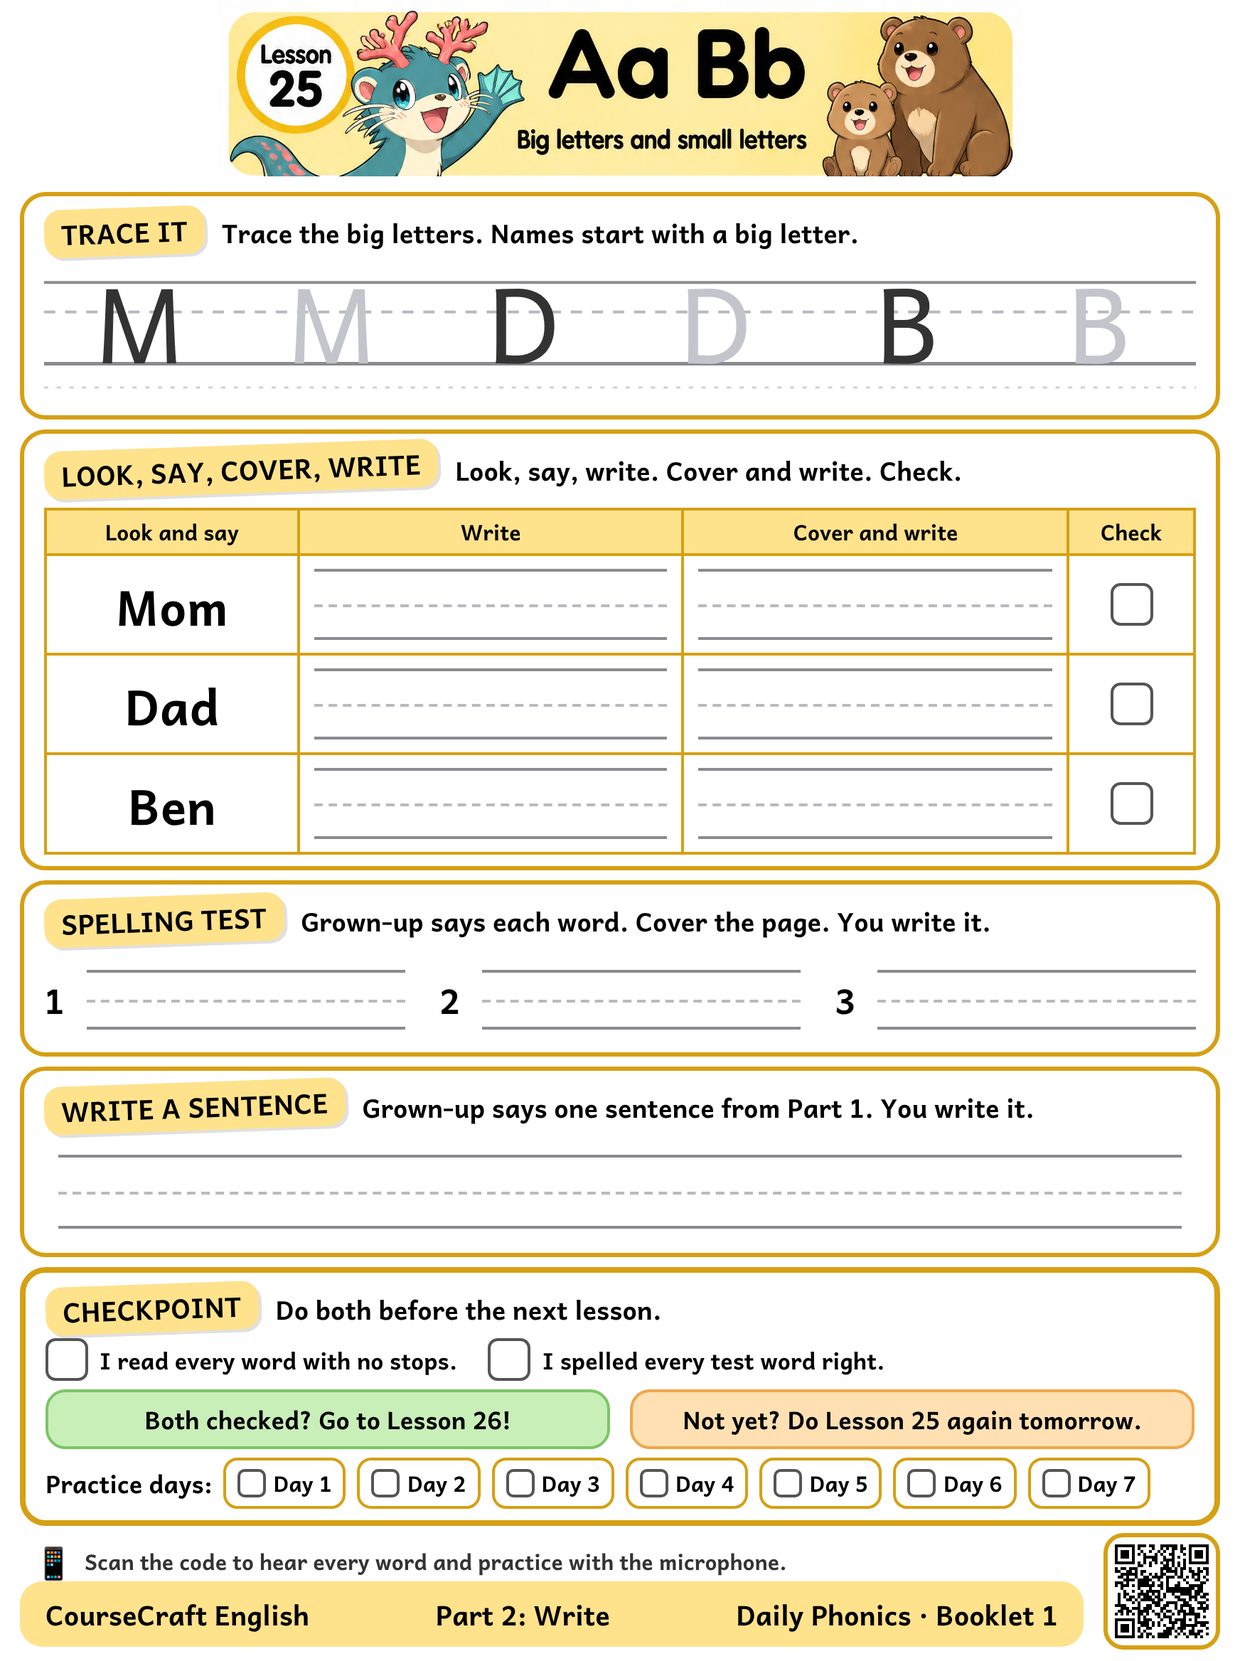 Lesson
25
Aa Bb
Big letters and small letters
TRACE IT Trace the big letters. Names start with a big letter.
M M D D B B
LOOK, SAY, COVER, WRITE Look, say, write. Cover and write. Check.
Look and say Write Cover and write Check
Mom
Dad
Ben
SPELLING TEST Grown-up says each word. Cover the page. You write it.
1 2 3
WRITE A SENTENCE Grown-up says one sentence from Part 1. You write it.
CHECKPOINT Do both before the next lesson.
I read every word with no stops. I spelled every test word right.
Both checked? Go to Lesson 26! Not yet? Do Lesson 25 again tomorrow.
Practice days: Day 1 Day 2 Day 3 Day 4 Day 5 Day 6 Day 7
Scan the code to hear every word and practice with the microphone.
CourseCraft English Part 2: Write Daily Phonics · Booklet 1